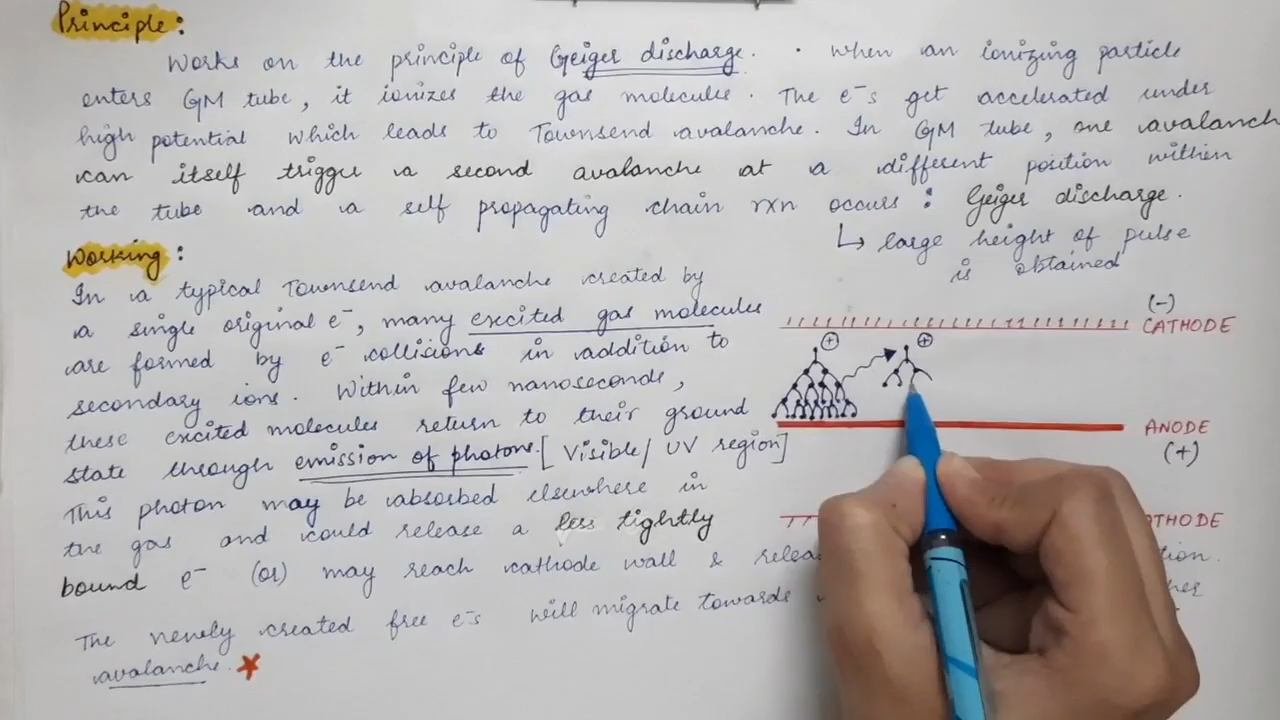 Principle:
Works on the principle of Geiger discharge. · When an ionizing particle
enters GM tube, it ionizes the gas molecules. The e⁻s get accelerated under
high potential which leads to Townsend avalanche. In GM tube, one avalanch
can itself trigger a second avalanche at a different position within
the tube and a self propagating chain rxn occurs : Geiger discharge.
↳ large height of pulse
is obtained
Working:
In a typical Townsend avalanche created by
a single original e⁻, many excited gas molecules
are formed by e⁻ collisions in addition to
secondary ions. Within few nanoseconds,
these excited molecules return to their ground
state through emission of photons. [Visible/ UV region]
This photon may be absorbed elsewhere in
the gas and could release a less tightly
bound e⁻ (or) may reach cathode wall & relea tion.
The newly created free e⁻s will migrate towards her
avalanche.
(-)
CATHODE
+ +
ANODE
(+)
ATHODE